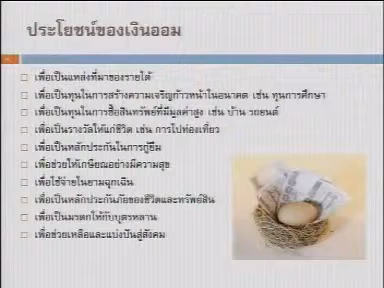 ประโยชน์ของเงินออม
เพื่อเป็นแหล่งที่มาของรายได้
เพื่อเป็นทุนในการสร้างความเจริญก้าวหน้าในอนาคต เช่น ทุนการศึกษา
เพื่อเป็นทุนในการซื้อสินทรัพย์ที่มีมูลค่าสูง เช่น บ้าน รถยนต์
เพื่อเป็นรางวัลให้แก่ชีวิต เช่น การไปท่องเที่ยว
เพื่อเป็นหลักประกันในการกู้ยืม
เพื่อช่วยให้เกษียณอย่างมีความสุข
เพื่อใช้จ่ายในยามฉุกเฉิน
เพื่อเป็นหลักประกันภัยของชีวิตและทรัพย์สิน
เพื่อเป็นมรดกให้กับบุตรหลาน
เพื่อช่วยเหลือและแบ่งปันสู่สังคม